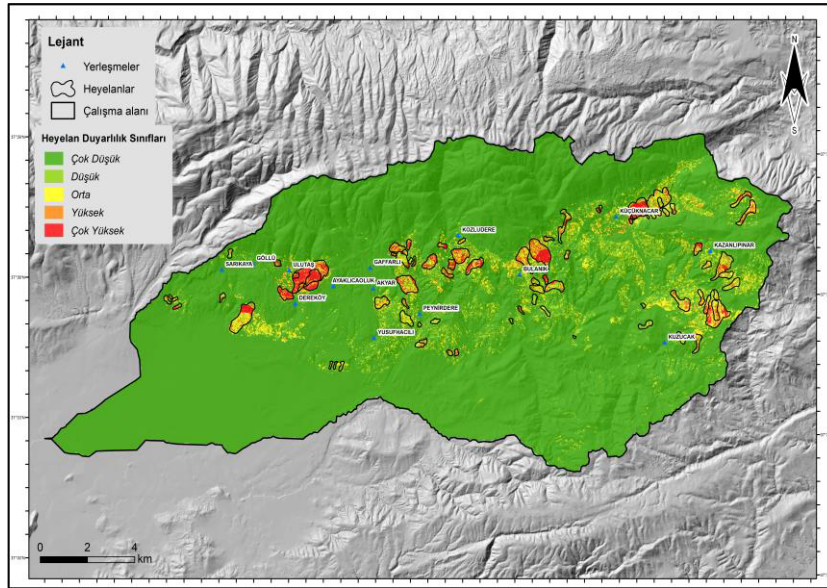 Lejant
Yerleşmeler
Heyelanlar
Çalışma alanı
Heyelan Duyarlılık Sınıfları
Çok Düşük
Düşük
Orta
Yüksek
Çok Yüksek
N
S
KÜÇÜKNACAR
KOZLUDERE
KAZANLIPINAR
SARIKAYA
GÖLLÜ
ULUTAŞ
GAFFARLI
BULANIK
AYAKLICAOLUK
AKYAR
DEREKÖY
PEYNİRDERE
YUSUFHACILI
KUZUCAK
0 2 4
km